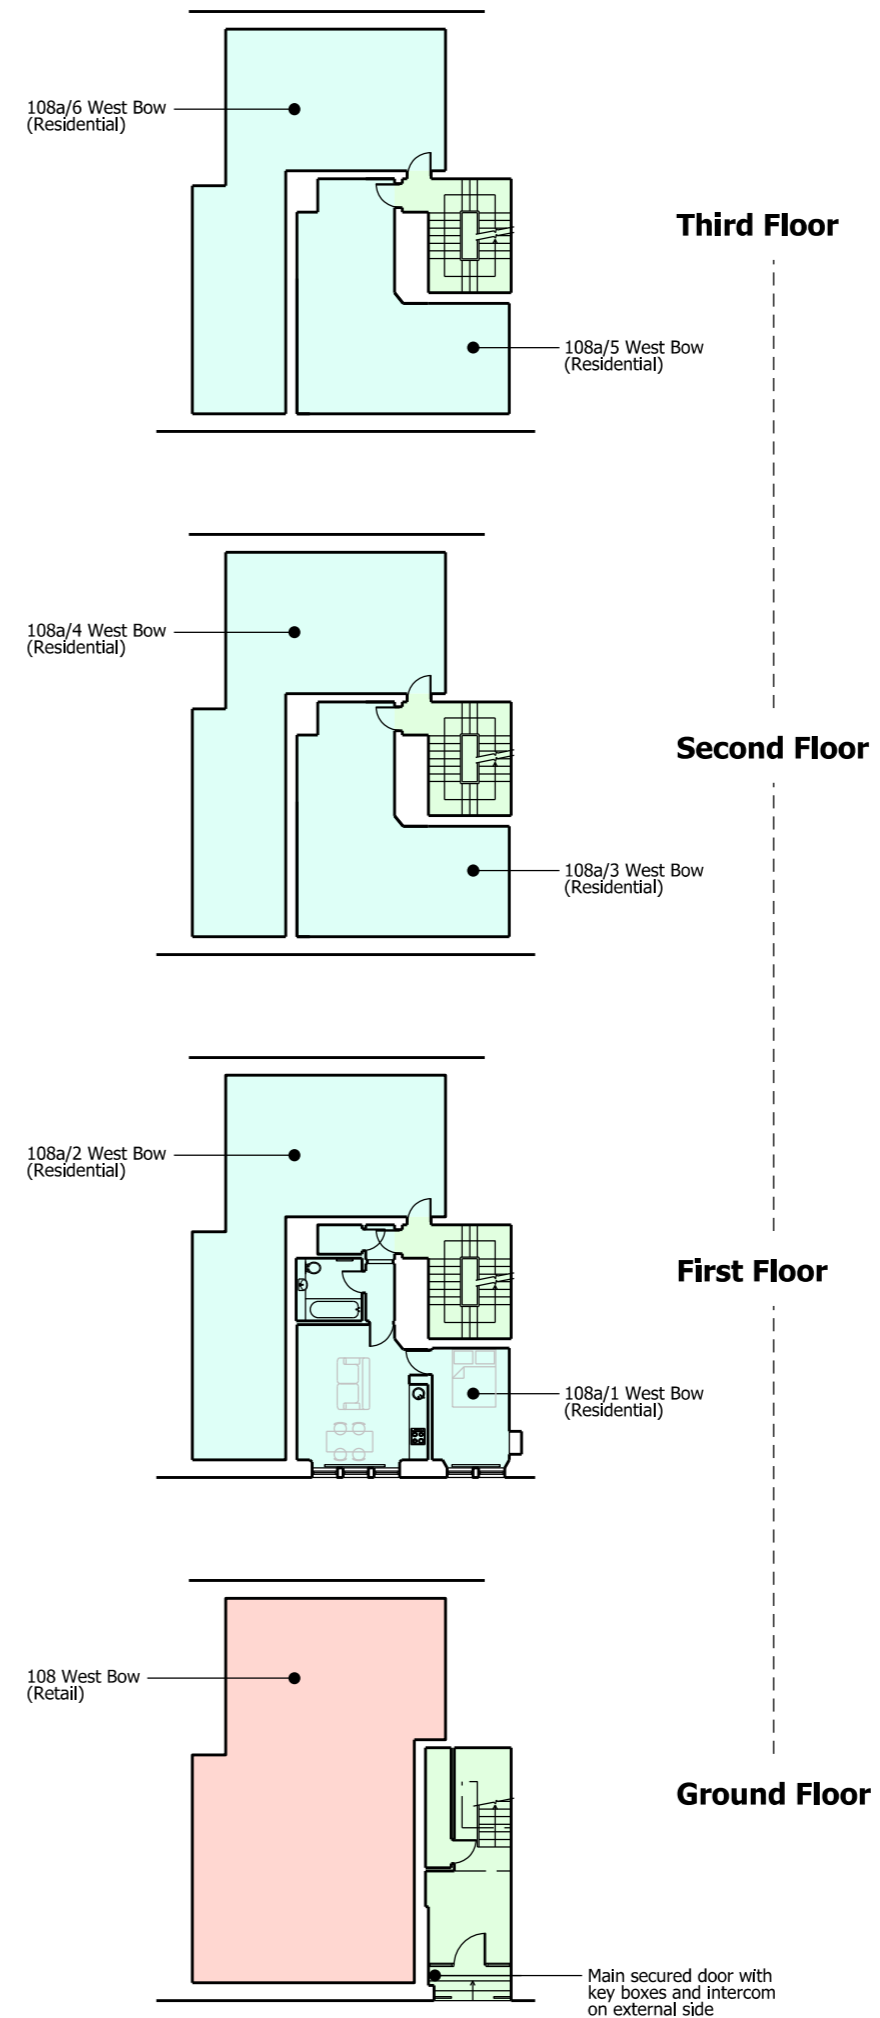 108a/6 West Bow
(Residential)
Third Floor
108a/5 West Bow
(Residential)
108a/4 West Bow
(Residential)
Second Floor
108a/3 West Bow
(Residential)
108a/2 West Bow
(Residential)
First Floor
108a/1 West Bow
(Residential)
108 West Bow
(Retail)
Ground Floor
Main secured door with
key boxes and intercom
on external side